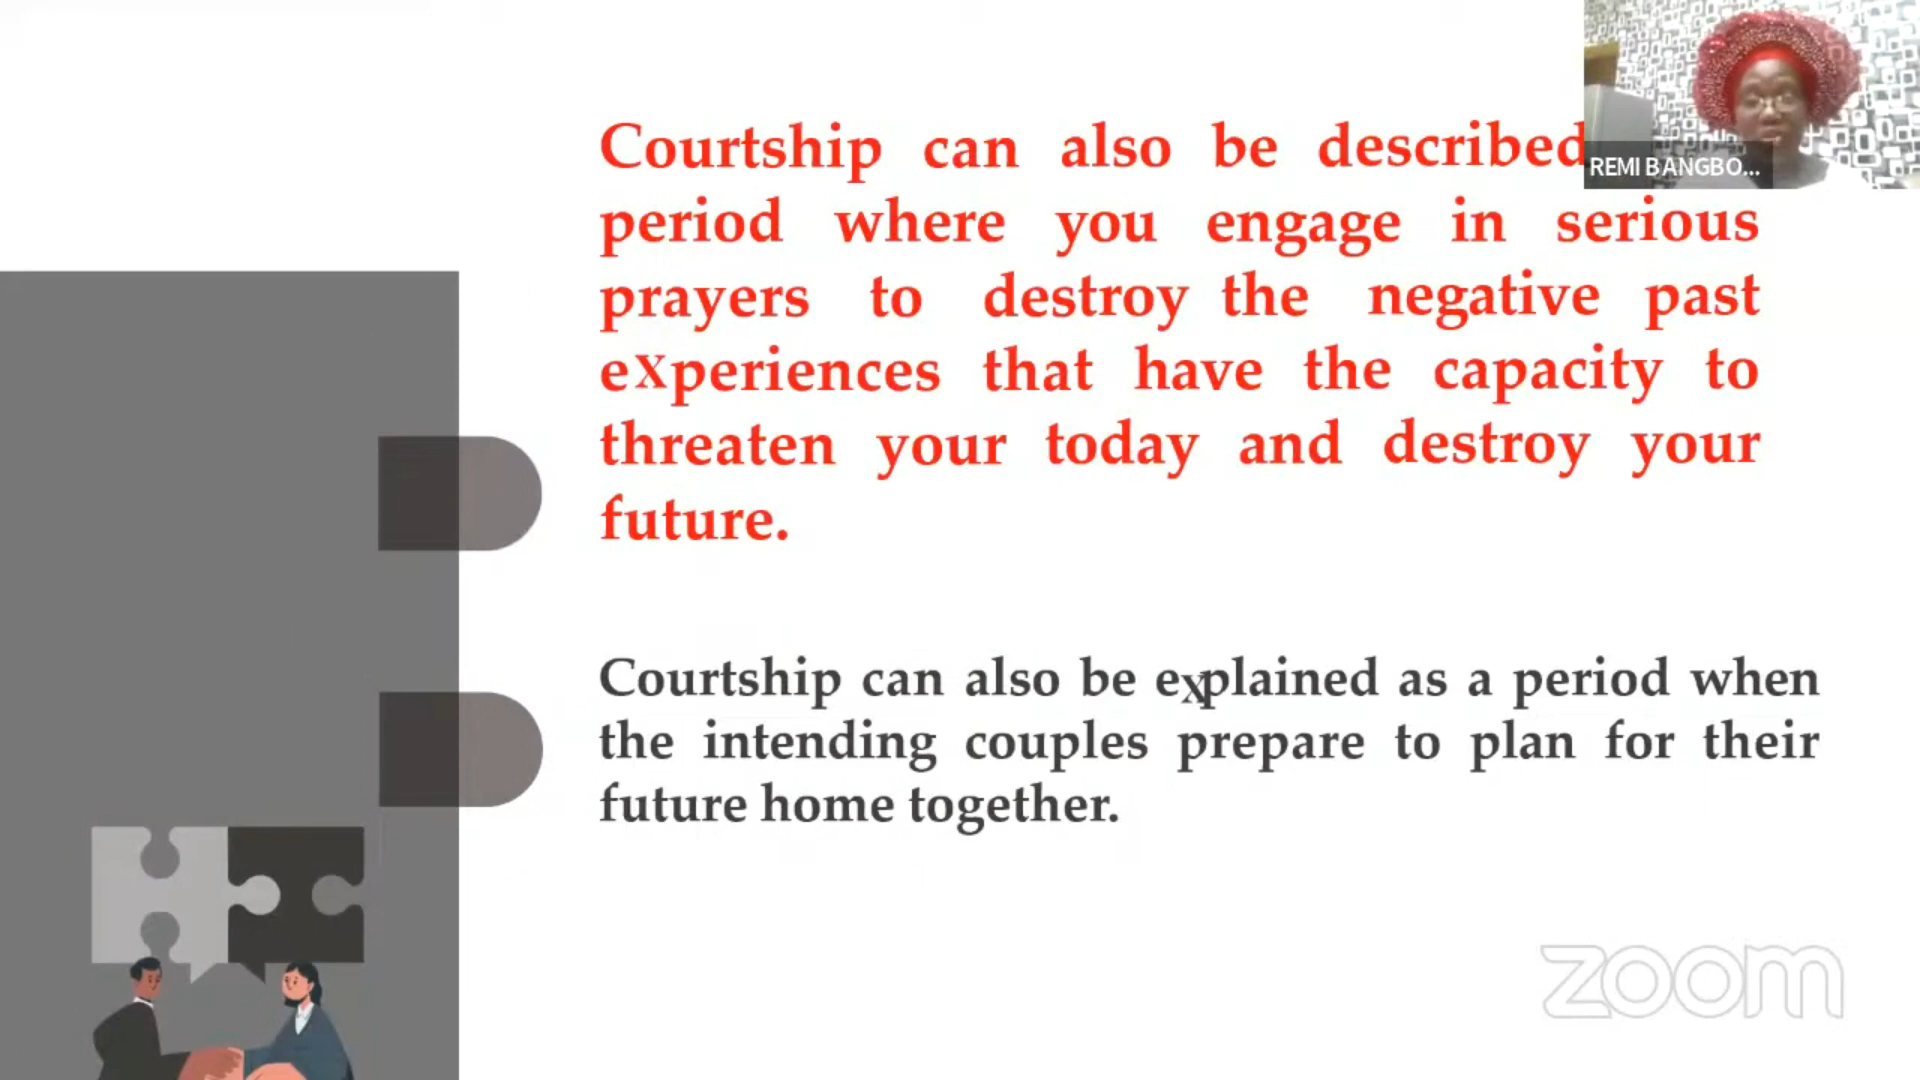 Courtship can also be described
REMI BANGBO...
period where you engage in serious
prayers to destroy the negative past
experiences that have the capacity to
threaten your today and destroy your
future.
Courtship can also be explained as a period when
the intending couples prepare to plan for their
future home together.
zoom